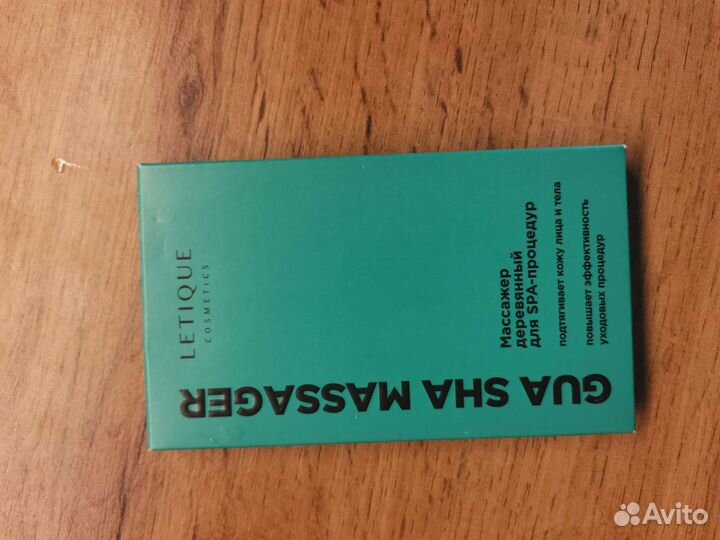 LETIQUE
COSMETICS
GUA SHA MASSAGER
Массажер
деревянный
для SPA-процедур
подтягивает кожу лица и тела
повышает эффективность
уходовых процедур
Avito